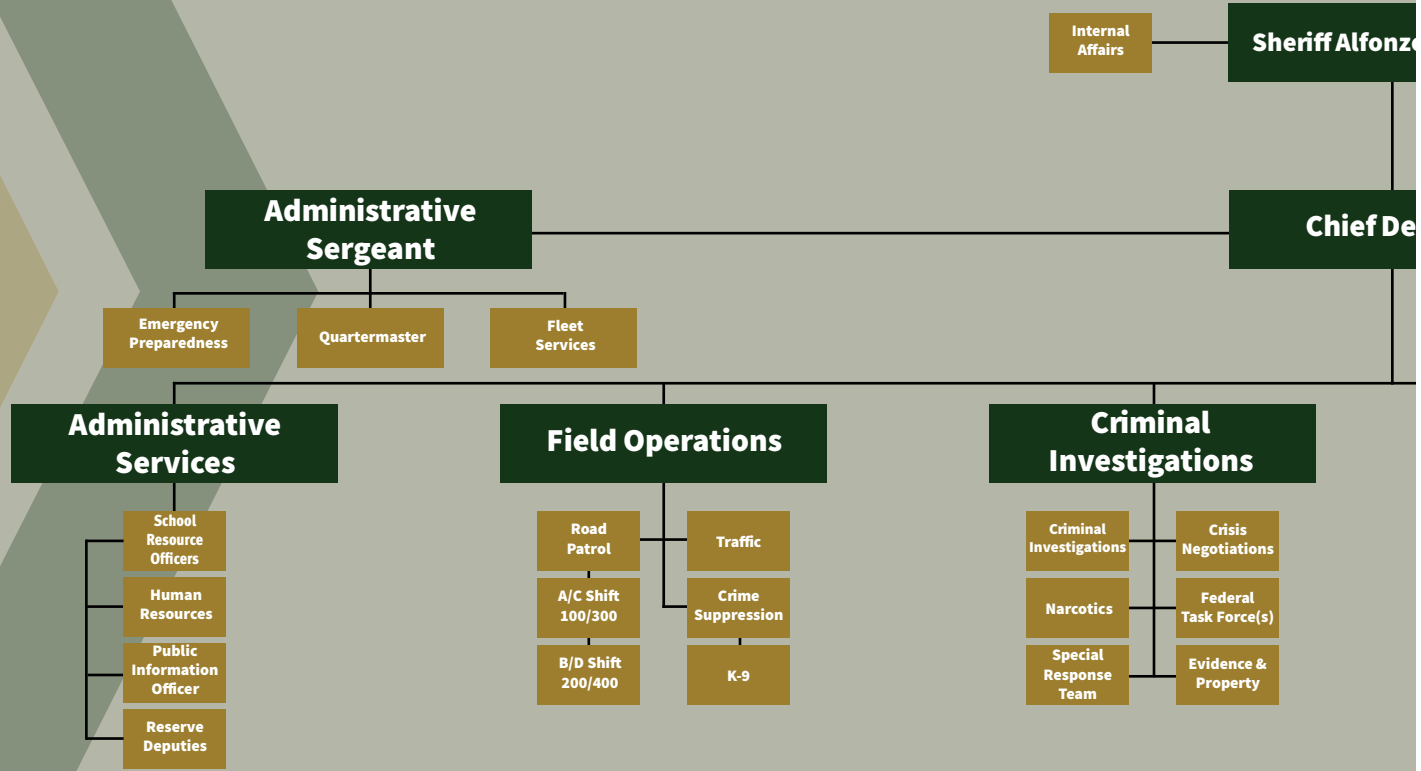 Internal
Affairs
Sheriff
Administrative
Sergeant
Chief
Emergency
Preparedness
Quartermaster
Fleet
Services
Administrative
Services
Field Operations
Criminal
Investigations
School
Resource
Officers
Human
Resources
Public
Information
Officer
Reserve
Deputies
Road
Patrol
A/C Shift
100/300
B/D Shift
200/400
Traffic
Crime
Suppression
K-9
Criminal
Investigations
Narcotics
Special
Response
Team
Crisis
Negotiations
Federal
Task Force(s)
Evidence &
Property